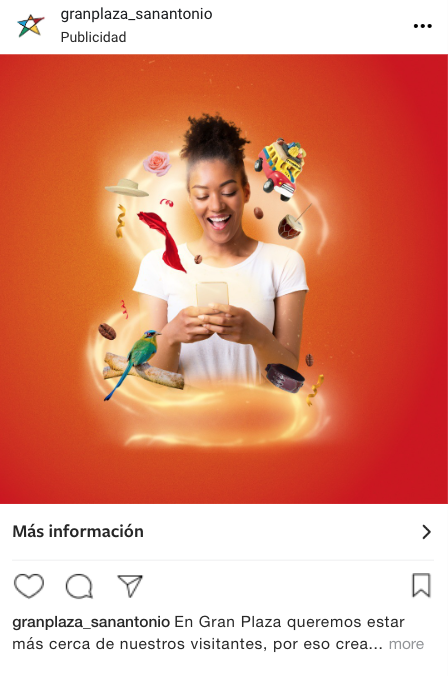 granplaza_sanantonio
Publicidad
Más información
granplaza_sanantonio En Gran Plaza queremos estar
más cerca de nuestros visitantes, por eso crea... more